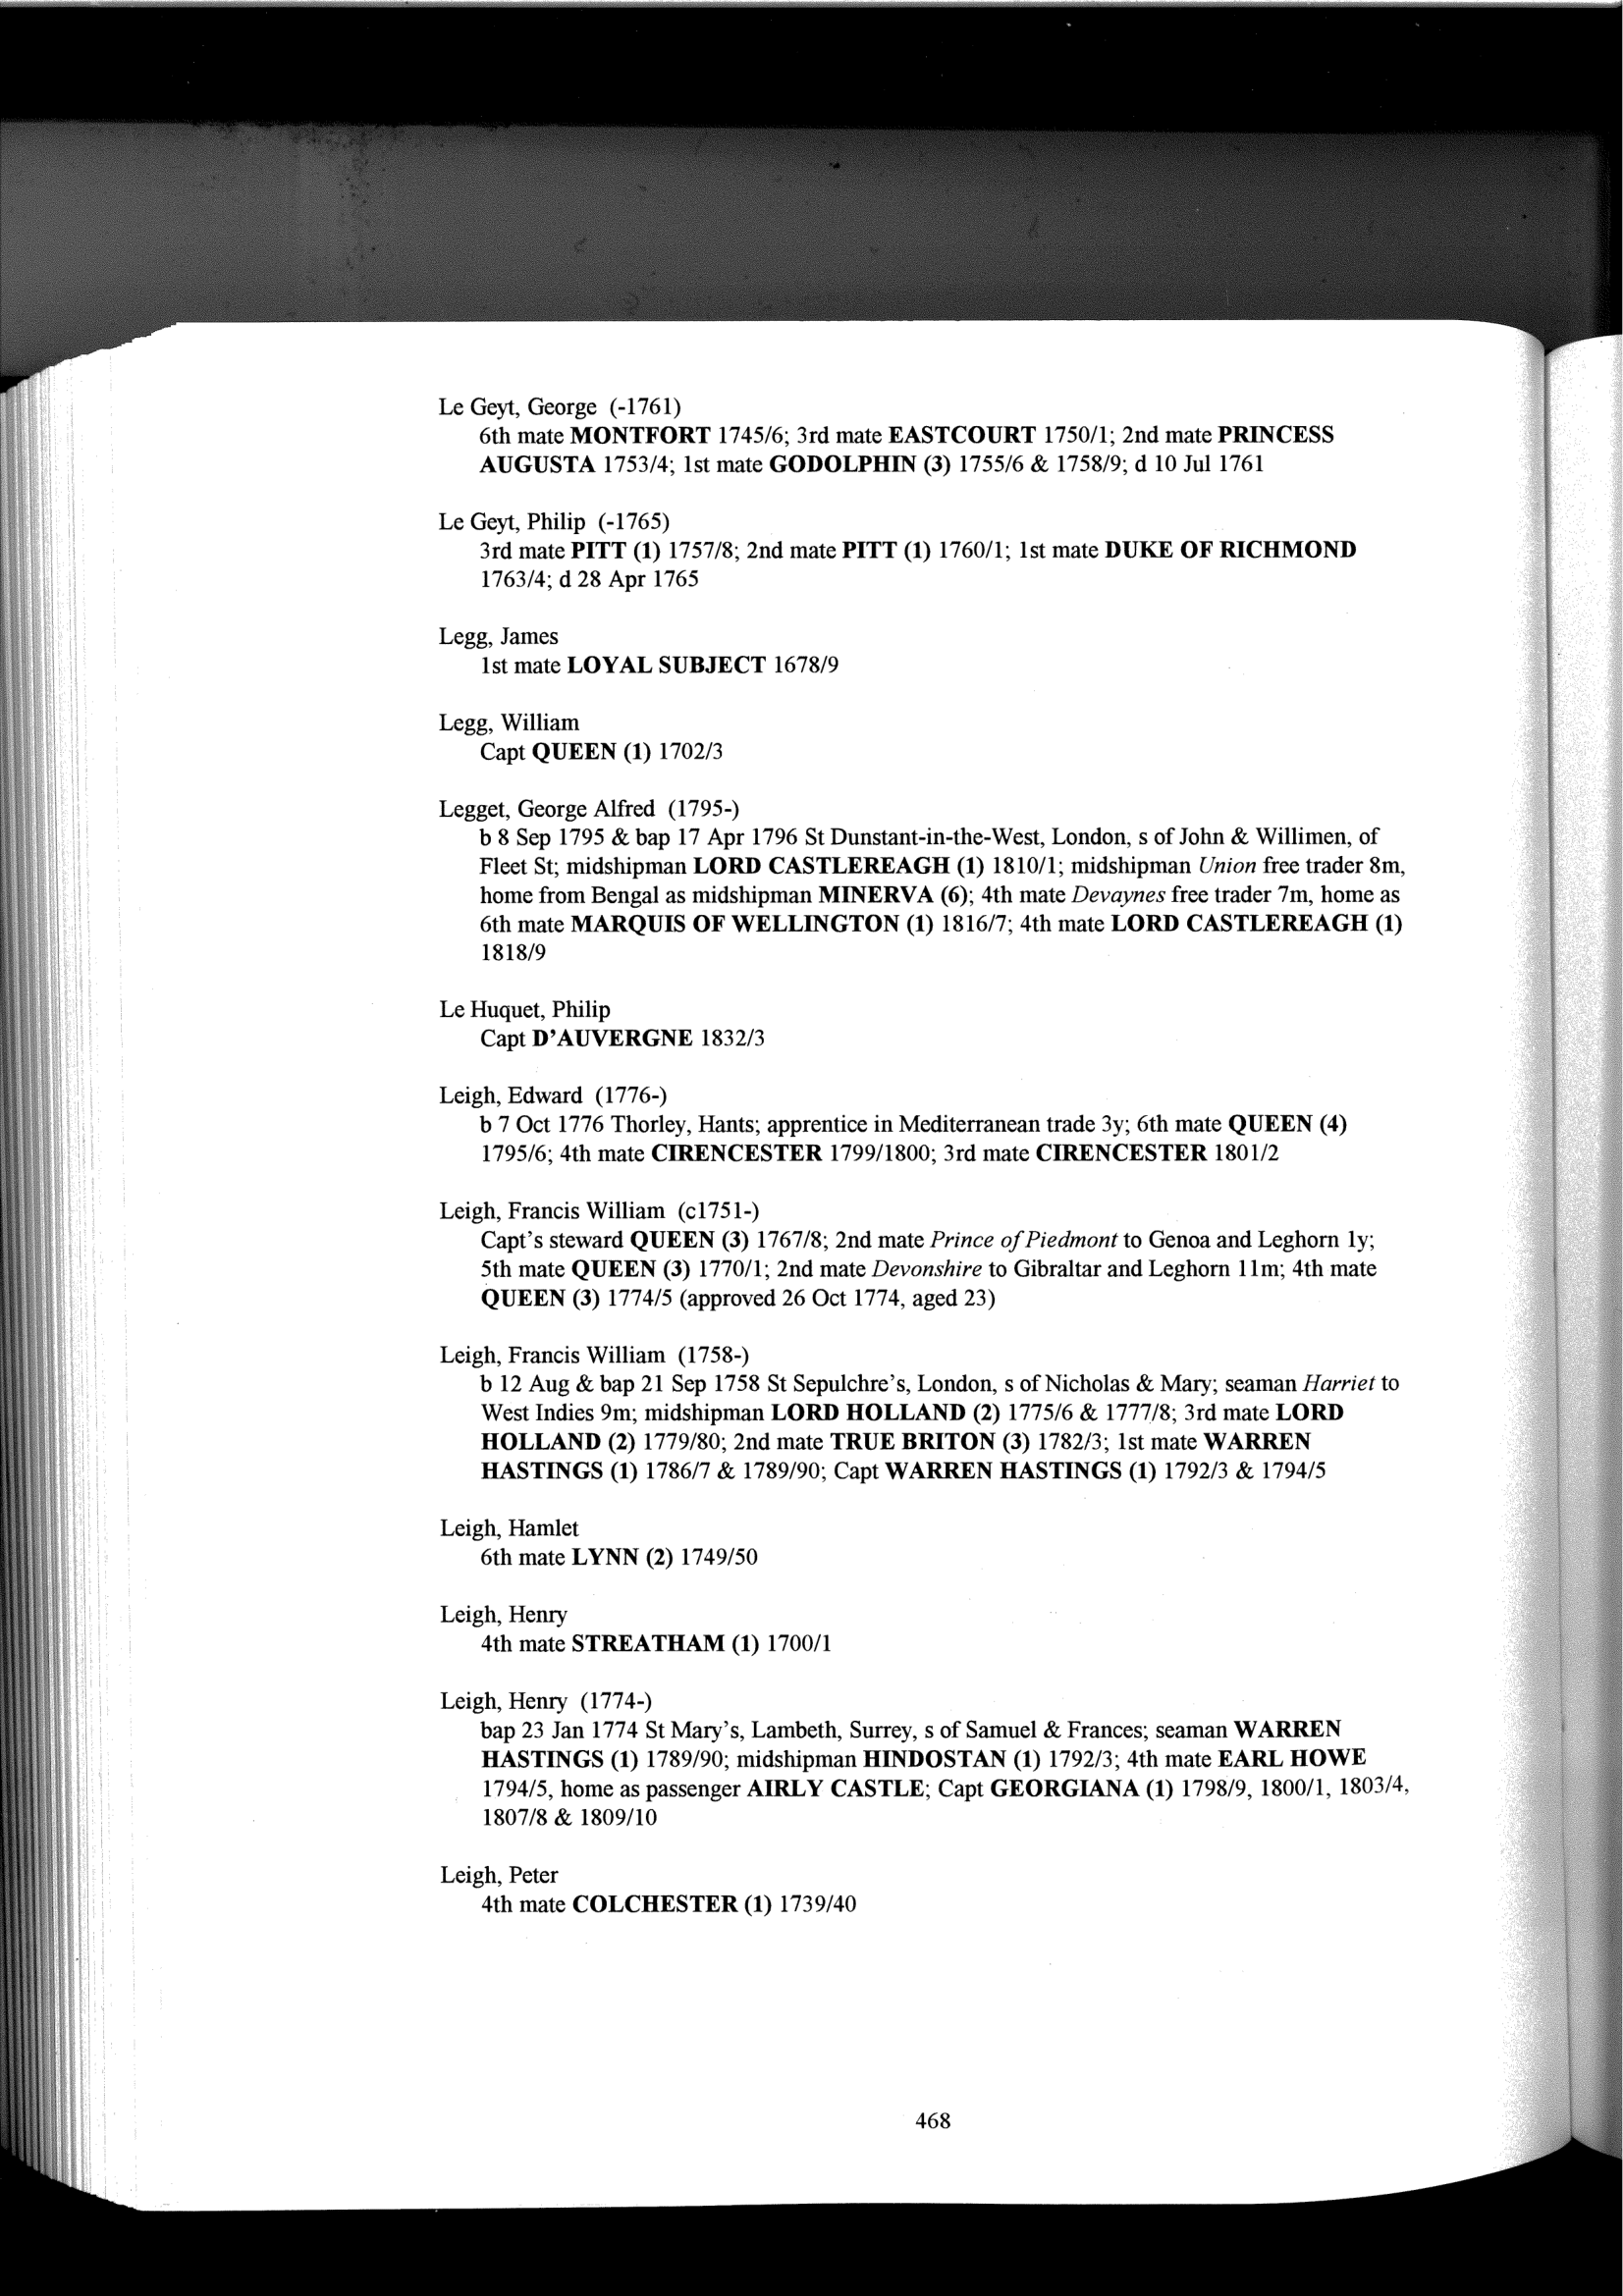 Le Geyt, George (-1761)
6th mate MONTFORT 1745/6; 3rd mate EASTCOURT 1750/1; 2nd mate PRINCESS
AUGUSTA 1753/4; 1st mate GODOLPHIN (3) 1755/6 & 1758/9; d 10 Jul 1761
Le Geyt, Philip (-1765)
3rd mate PITT (1) 1757/8; 2nd mate PITT (1) 1760/1; 1st mate DUKE OF RICHMOND
1763/4; d 28 Apr 1765
Legg, James
1st mate LOYAL SUBJECT 1678/9
Legg, William
Capt QUEEN (1) 1702/3
Legget, George Alfred (1795-)
b 8 Sep 1795 & bap 17 Apr 1796 St Dunstant-in-the-West, London, s of John & Willimen, of
Fleet St; midshipman LORD CASTLEREAGH (1) 1810/1; midshipman Union free trader 8m,
home from Bengal as midshipman MINERVA (6); 4th mate Devaynes free trader 7m, home as
6th mate MARQUIS OF WELLINGTON (1) 1816/7; 4th mate LORD CASTLEREAGH (1)
1818/9
Le Huquet, Philip
Capt D'AUVERGNE 1832/3
Leigh, Edward (1776-)
b 7 Oct 1776 Thorley, Hants; apprentice in Mediterranean trade 3y; 6th mate QUEEN (4)
1795/6; 4th mate CIRENCESTER 1799/1800; 3rd mate CIRENCESTER 1801/2
Leigh, Francis William (c1751-)
Capt's steward QUEEN (3) 1767/8; 2nd mate Prince of Piedmont to Genoa and Leghorn 1y;
5th mate QUEEN (3) 1770/1; 2nd mate Devonshire to Gibraltar and Leghorn 11m; 4th mate
QUEEN (3) 1774/5 (approved 26 Oct 1774, aged 23)
Leigh, Francis William (1758-)
b 12 Aug & bap 21 Sep 1758 St Sepulchre's, London, s of Nicholas & Mary; seaman Harriet to
West Indies 9m; midshipman LORD HOLLAND (2) 1775/6 & 1777/8; 3rd mate LORD
HOLLAND (2) 1779/80; 2nd mate TRUE BRITON (3) 1782/3; 1st mate WARREN
HASTINGS (1) 1786/7 & 1789/90; Capt WARREN HASTINGS (1) 1792/3 & 1794/5
Leigh, Hamlet
6th mate LYNN (2) 1749/50
Leigh, Henry
4th mate STREATHAM (1) 1700/1
Leigh, Henry (1774-)
bap 23 Jan 1774 St Mary's, Lambeth, Surrey, s of Samuel & Frances; seaman WARREN
HASTINGS (1) 1789/90; midshipman HINDOSTAN (1) 1792/3; 4th mate EARL HOWE
1794/5, home as passenger AIRLY CASTLE; Capt GEORGIANA (1) 1798/9, 1800/1, 1803/4,
1807/8 & 1809/10
Leigh, Peter
4th mate COLCHESTER (1) 1739/40
468